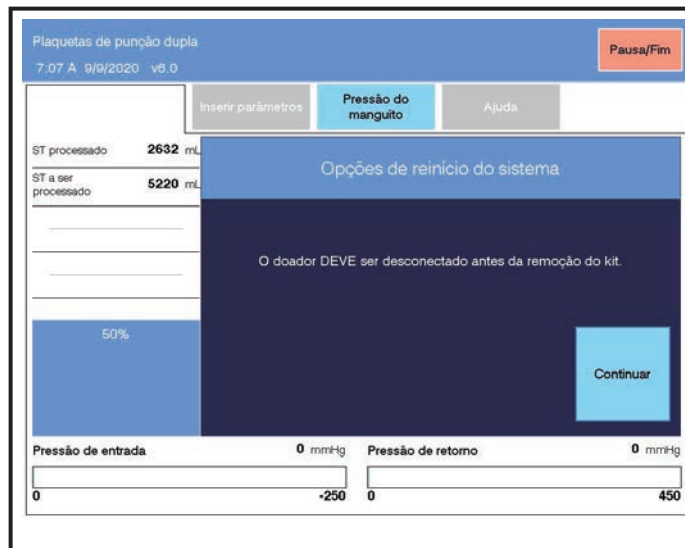 Plaquetas de punção dupla
7:07 A 9/9/2020 v6.0
Pausa/Fim
Inserir parâmetros
Pressão do
manguito
Ajuda
ST processado 2632 mL
ST a ser
processado 5220 mL
Opções de reinício do sistema
O doador DEVE ser desconectado antes da remoção do kit.
50%
Continuar
Pressão de entrada 0 mmHg
Pressão de retorno 0 mmHg
0 -250
0 450